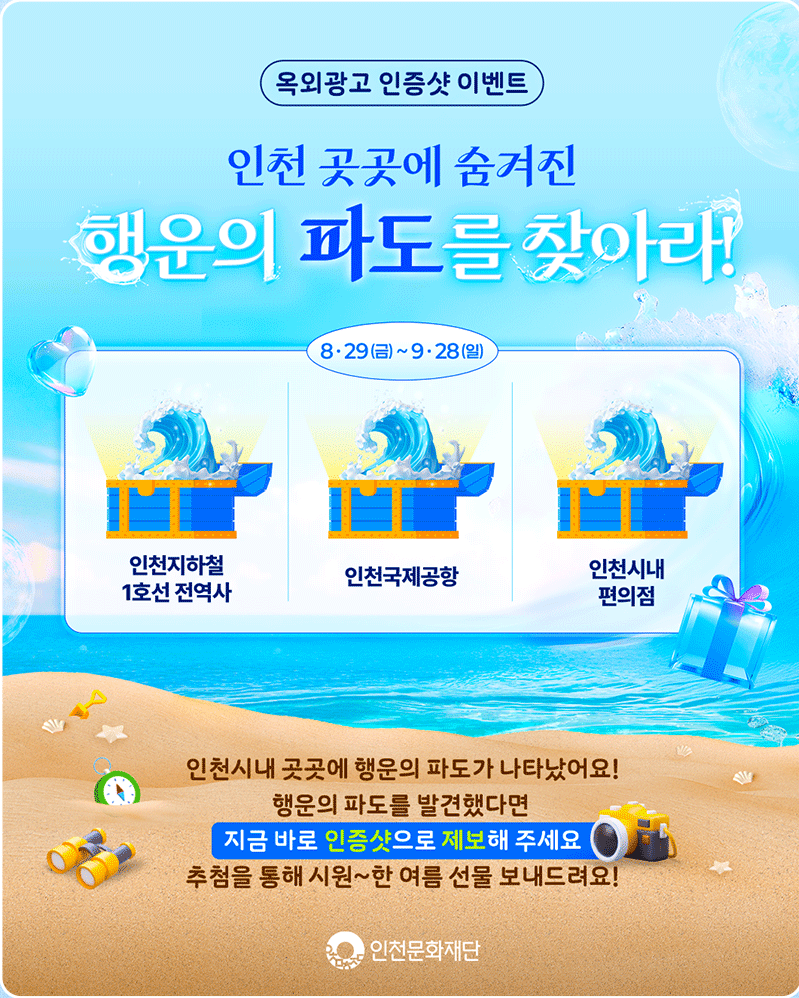 옥외광고 인증샷 이벤트
인천 곳곳에 숨겨진
행운의 파도를 찾아라!
8·29(금) ~ 9·28(일)
인천지하철
1호선 전역사
인천국제공항
인천시내
편의점
인천시내 곳곳에 행운의 파도가 나타났어요!
행운의 파도를 발견했다면
지금 바로 인증샷으로 제보해 주세요
추첨을 통해 시원~한 여름 선물 보내드려요!
인천문화재단